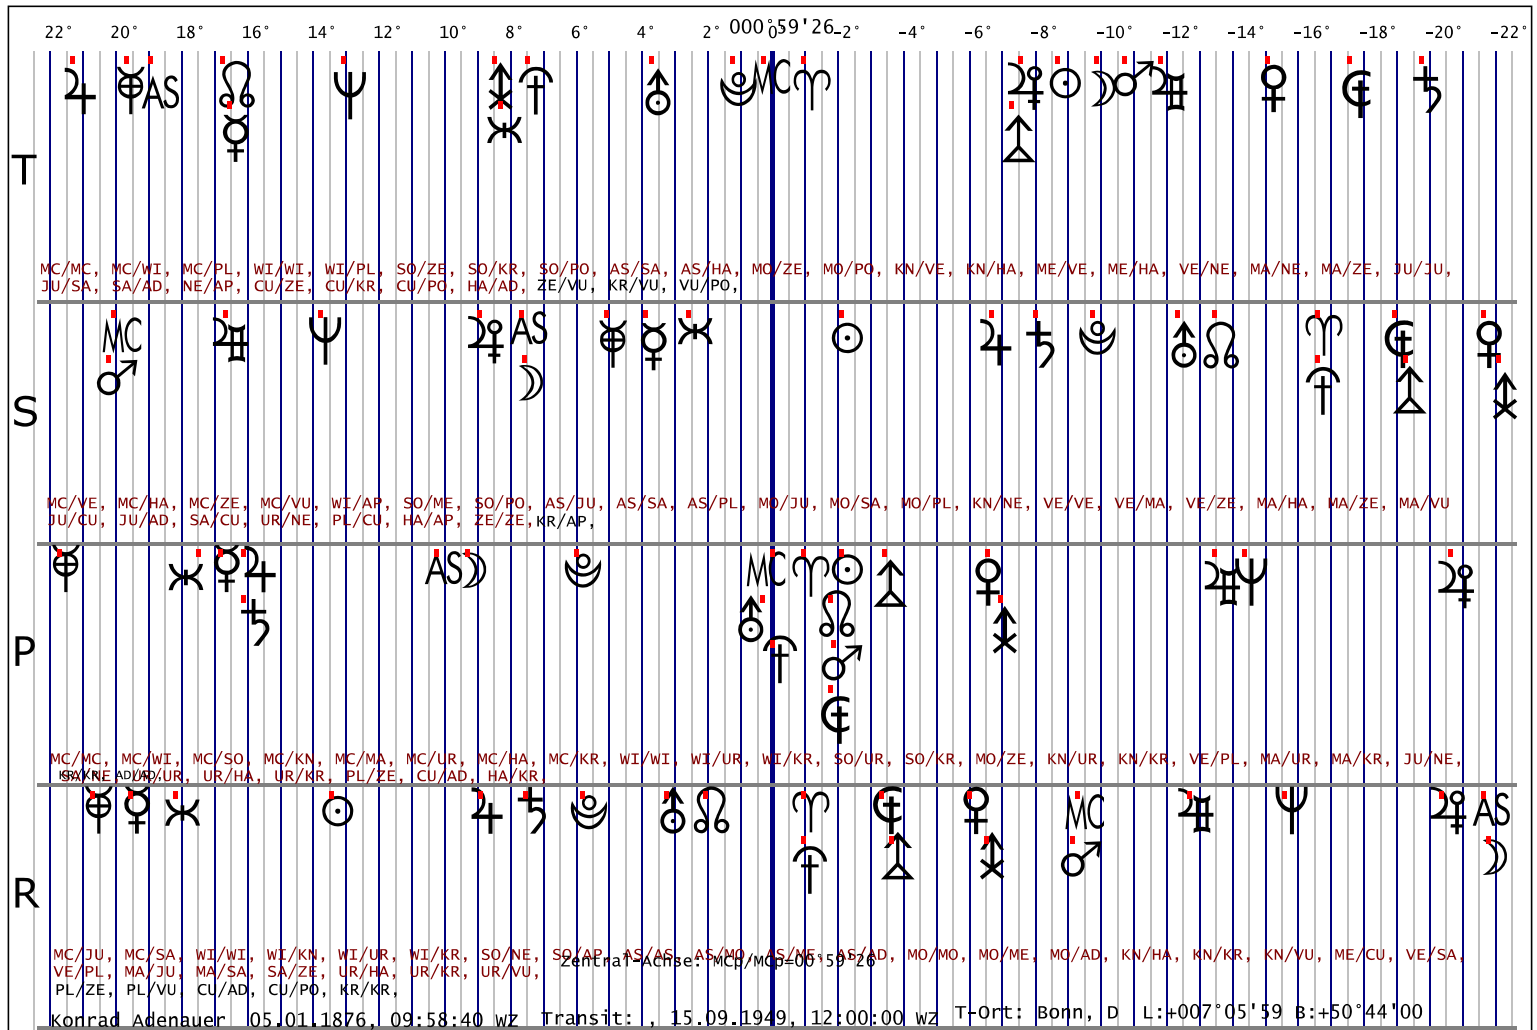 22° 20° 18° 16° 14° 12° 10° 8° 6° 4° 2° 0° -2° -4° -6° -8° -10° -12° -14° -16° -18° -20° -22°
000°59'26
AS MC
T
MC/MC, MC/WI, MC/PL, WI/WI, WI/PL, SO/ZE, SO/KR, SO/PO, AS/SA, AS/HA, MO/ZE, MO/PO, KN/VE, KN/HA, ME/VE, ME/HA, VE/NE, MA/NE, MA/ZE, JU/JU,
JU/SA, SA/AD, NE/AP, CU/ZE, CU/KR, CU/PO, HA/AD, ZE/VU, KR/VU, VU/PO,
MC AS
S
MC/VE, MC/HA, MC/ZE, MC/VU, WI/AP, SO/ME, SO/PO, AS/JU, AS/SA, AS/PL, MO/JU, MO/SA, MO/PL, KN/NE, VE/VE, VE/MA, VE/ZE, MA/HA, MA/ZE, MA/VU
JU/CU, JU/AD, SA/CU, UR/NE, PL/CU, HA/AP, ZE/ZE, KR/AP,
AS MC
P
MC/MC, MC/WI, MC/SO, MC/KN, MC/MA, MC/UR, MC/HA, MC/KR, WI/WI, WI/UR, WI/KR, SO/UR, SO/KR, MO/ZE, KN/UR, KN/KR, VE/PL, MA/UR, MA/KR, JU/NE,
SA/NE, UR/UR, UR/HA, UR/KR, PL/ZE, CU/AD, HA/KR,
AD/AD,
MC AS
R
MC/JU, MC/SA, WI/WI, WI/KN, WI/UR, WI/KR, SO/NE, SO/AP, AS/AS, AS/MO, AS/ME, AS/AD, MO/MO, MO/ME, MO/AD, KN/HA, KN/KR, KN/VU, ME/CU, VE/SA,
Zentral-Achse: MCp/MCp=00°59'26
VE/PL, MA/JU, MA/SA, SA/ZE, UR/HA, UR/KR, UR/VU,
PL/ZE, PL/VU, CU/AD, CU/PO, KR/KR,
Konrad Adenauer 05.01.1876, 09:58:40 WZ Transit: , 15.09.1949, 12:00:00 WZ T-Ort: Bonn, D L:+007°05'59 B:+50°44'00